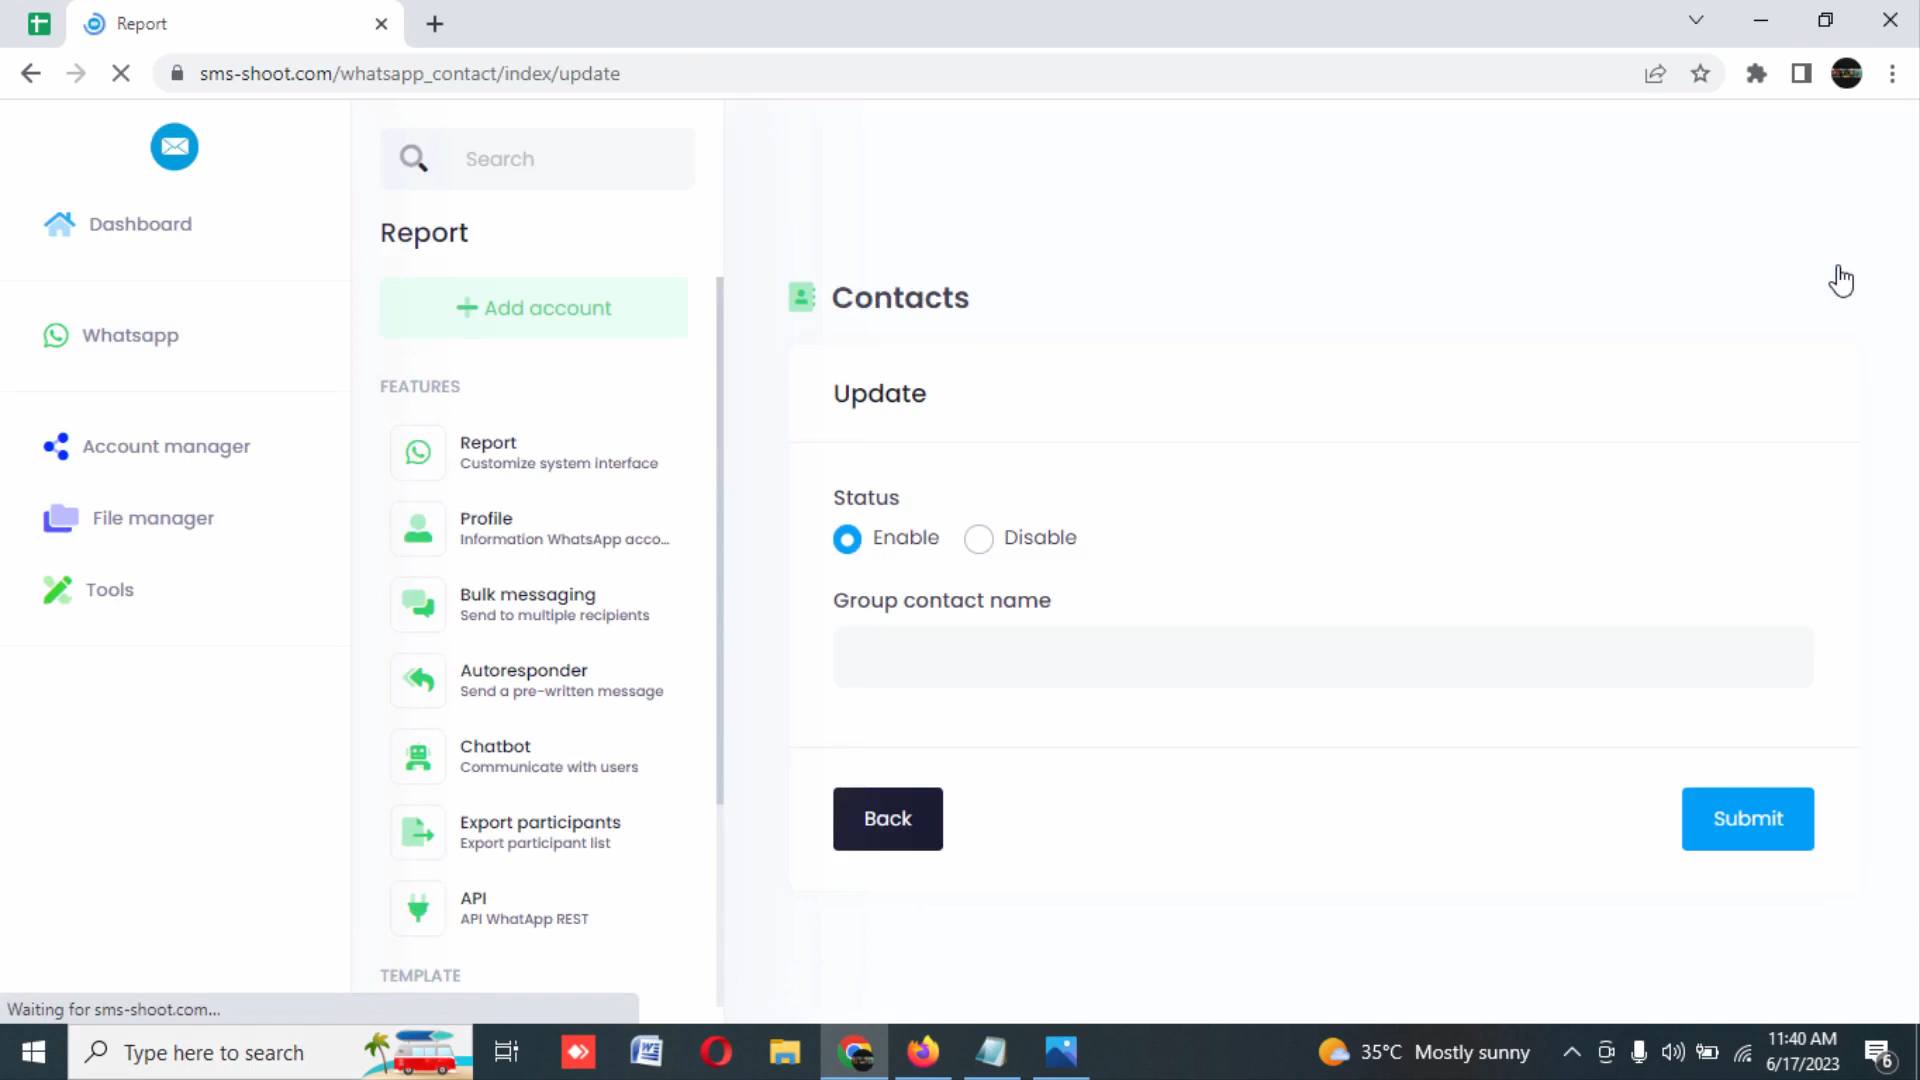 Report
sms-shoot.com/whatsapp_contact/index/update
Dashboard
Whatsapp
Account manager
File manager
Tools
Search
Report
+ Add account
FEATURES
Report
Customize system interface
Profile
Information WhatsApp acco...
Bulk messaging
Send to multiple recipients
Autoresponder
Send a pre-written message
Chatbot
Communicate with users
Export participants
Export participant list
API
API WhatApp REST
TEMPLATE
Contacts
Update
Status
Enable Disable
Group contact name
Back Submit
Waiting for sms-shoot.com...
Type here to search
35°C Mostly sunny
11:40 AM
6/17/2023
6